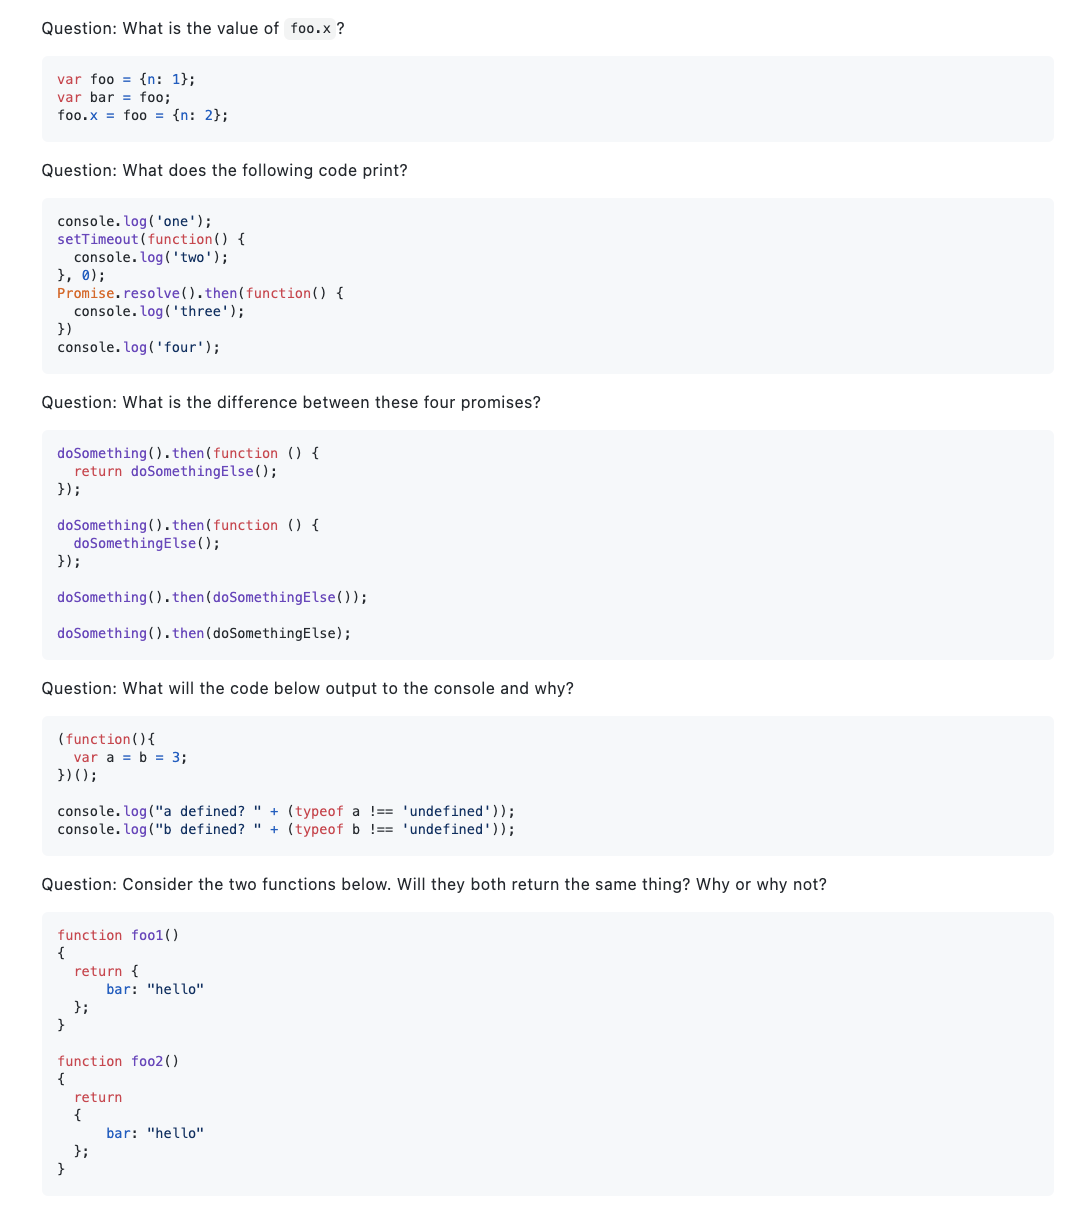 Question: What is the value of foo.x ?
var foo = {n: 1};
var bar = foo;
foo.x = foo = {n: 2};
Question: What does the following code print?
console.log('one');
setTimeout(function() {
  console.log('two');
}, 0);
Promise.resolve().then(function() {
  console.log('three');
})
console.log('four');
Question: What is the difference between these four promises?
doSomething().then(function () {
  return doSomethingElse();
});
doSomething().then(function () {
  doSomethingElse();
});
doSomething().then(doSomethingElse());
doSomething().then(doSomethingElse);
Question: What will the code below output to the console and why?
(function(){
  var a = b = 3;
})();
console.log("a defined? " + (typeof a !== 'undefined'));
console.log("b defined? " + (typeof b !== 'undefined'));
Question: Consider the two functions below. Will they both return the same thing? Why or why not?
function foo1()
{
  return {
      bar: "hello"
  };
}
function foo2()
{
  return
  {
      bar: "hello"
  };
}